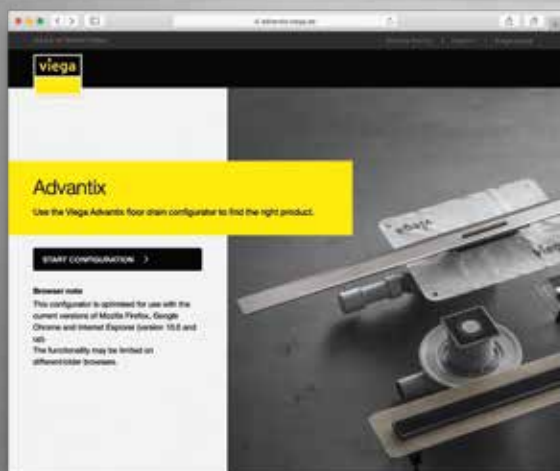 viega
Advantix
Use the Viega Advantix floor drain configurator to find the right product.
START CONFIGURATION
Browser note
This configurator is optimised for use with the
current versions of Mozilla Firefox, Google
Chrome and Internet Explorer (version 10.0 and
up).
The functionality may be limited on
different/older browsers.